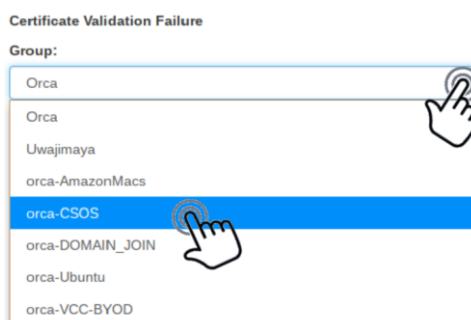 Certificate Validation Failure
Group:
Orca
Orca
Uwajimaya
orca-AmazonMacs
orca-CSOS
orca-DOMAIN_JOIN
orca-Ubuntu
orca-VCC-BYOD